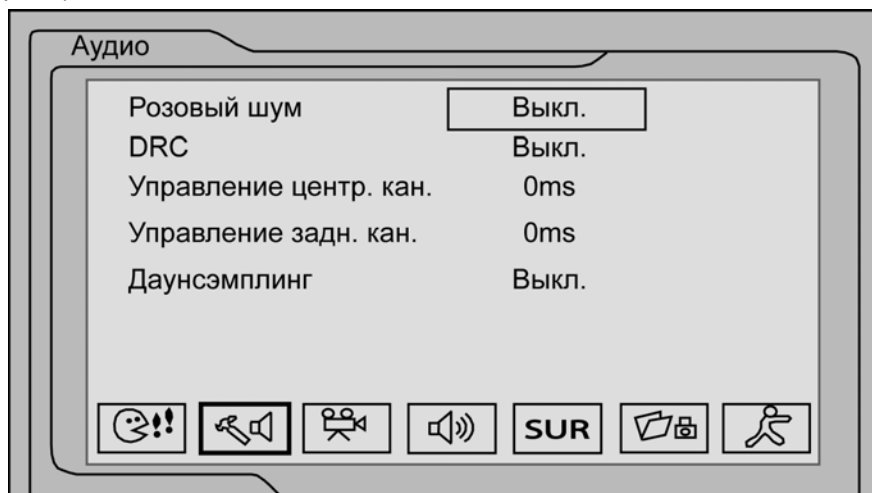 Аудио
Розовый шум Выкл.
DRC Выкл.
Управление центр. кан. 0ms
Управление задн. кан. 0ms
Даунсэмплинг Выкл.
!! SUR